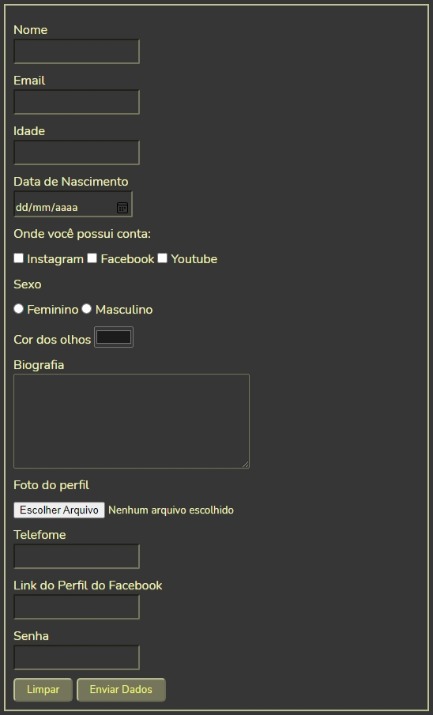 Nome
Email
Idade
Data de Nascimento
dd/mm/aaaa
Onde você possui conta:
Instagram Facebook Youtube
Sexo
Feminino Masculino
Cor dos olhos
Biografia
Foto do perfil
Escolher Arquivo Nenhum arquivo escolhido
Telefome
Link do Perfil do Facebook
Senha
Limpar Enviar Dados